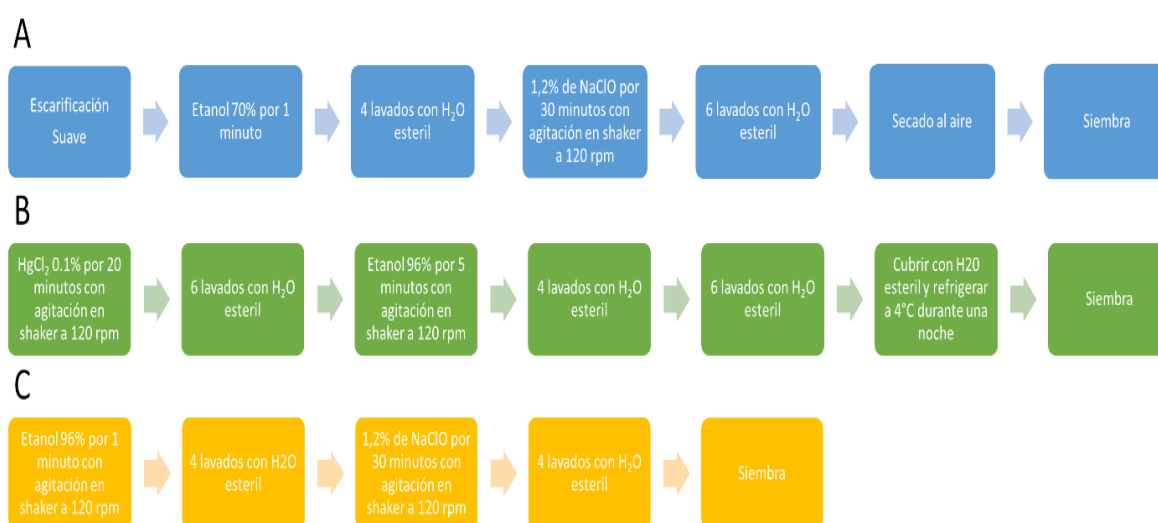 A
Escarificación
Suave
Etanol 70% por 1
minuto
4 lavados con H₂O
esteril
1,2% de NaClO por
30 minutos con
agitación en shaker
a 120 rpm
6 lavados con H₂O
esteril
Secado al aire
Siembra
B
HgCl₂ 0.1% por 20
minutos con
agitación en
shaker a 120 rpm
6 lavados con H₂O
esteril
Etanol 96% por 5
minutos con
agitación en
shaker a 120 rpm
4 lavados con H₂O
esteril
6 lavados con H₂O
esteril
Cubrir con H20
esteril y refrigerar
a 4°C durante una
noche
Siembra
C
Etanol 96% por 1
minuto con
agitación en
shaker a 120 rpm
4 lavados con H2O
esteril
1,2% de NaClO por
30 minutos con
agitación en
shaker a 120 rpm
4 lavados con H₂O
esteril
Siembra